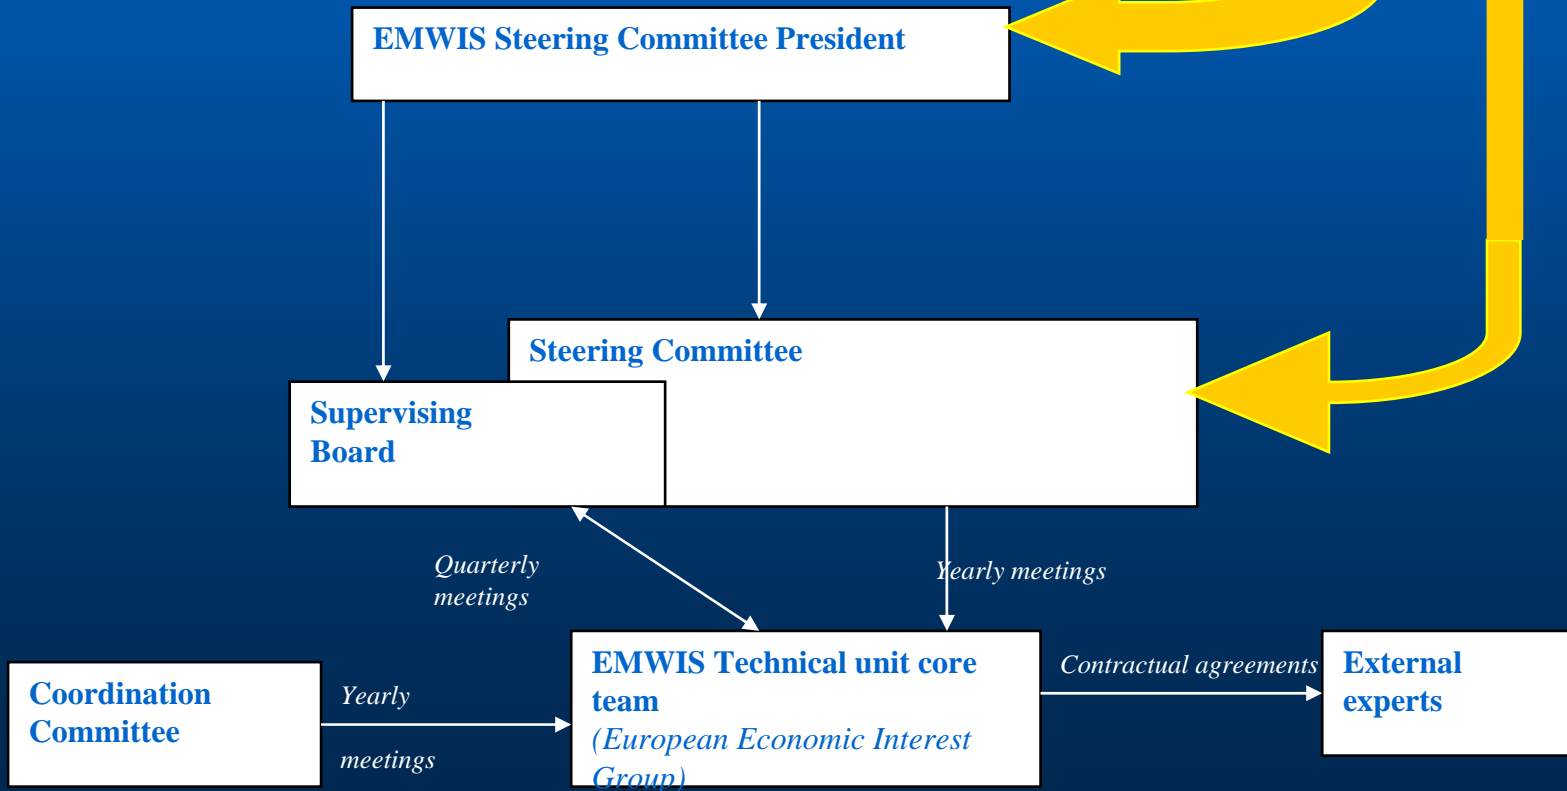 EMWIS Steering Committee President
Steering Committee
Supervising
Board
Quarterly
meetings
Yearly meetings
Coordination
Committee
Yearly
meetings
EMWIS Technical unit core
team
(European Economic Interest
Group)
Contractual agreements
External
experts